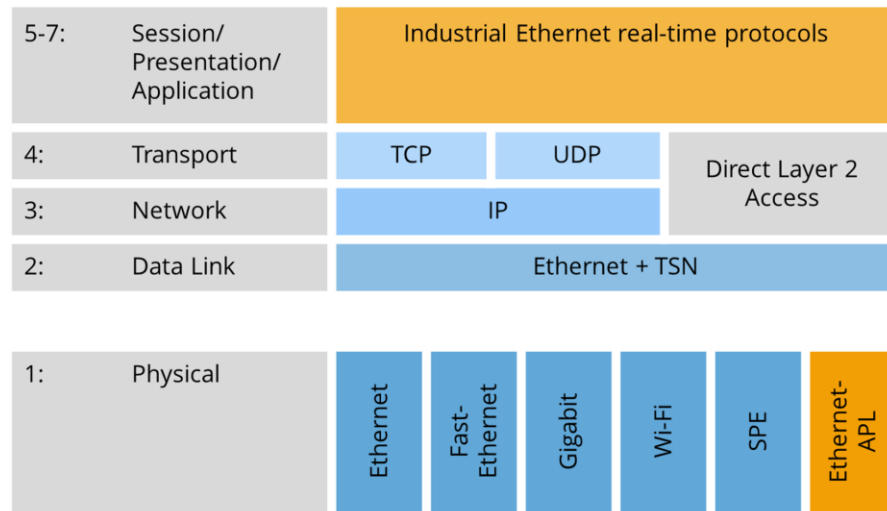 5-7: Session/ Industrial Ethernet real-time protocols
Presentation/
Application
4: Transport TCP UDP
Direct Layer 2
Access
3: Network IP
2: Data Link Ethernet + TSN
1: Physical
Ethernet
Fast-
Ethernet
Gigabit
Wi-Fi
SPE
Ethernet-
APL